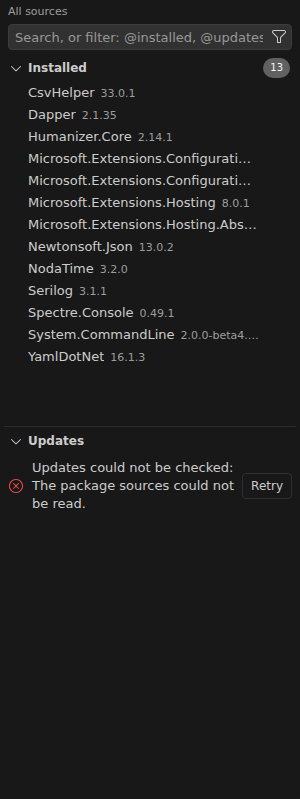 All sources
Search, or filter: @installed, @updates
Installed 13
CsvHelper 33.0.1
Dapper 2.1.35
Humanizer.Core 2.14.1
Microsoft.Extensions.Configurati...
Microsoft.Extensions.Configurati...
Microsoft.Extensions.Hosting 8.0.1
Microsoft.Extensions.Hosting.Abs...
Newtonsoft.Json 13.0.2
NodaTime 3.2.0
Serilog 3.1.1
Spectre.Console 0.49.1
System.CommandLine 2.0.0-beta4....
YamlDotNet 16.1.3
Updates
Updates could not be checked:
The package sources could not
be read.
Retry